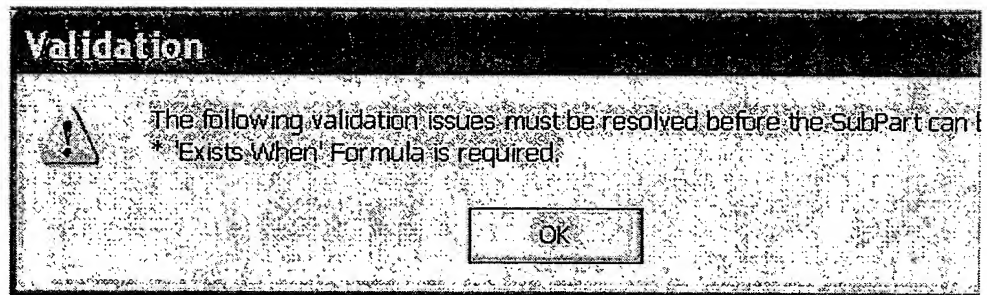 Validation
The following validation issues must be resolved before the SubPart can
* 'Exists When' Formula is required.
OK